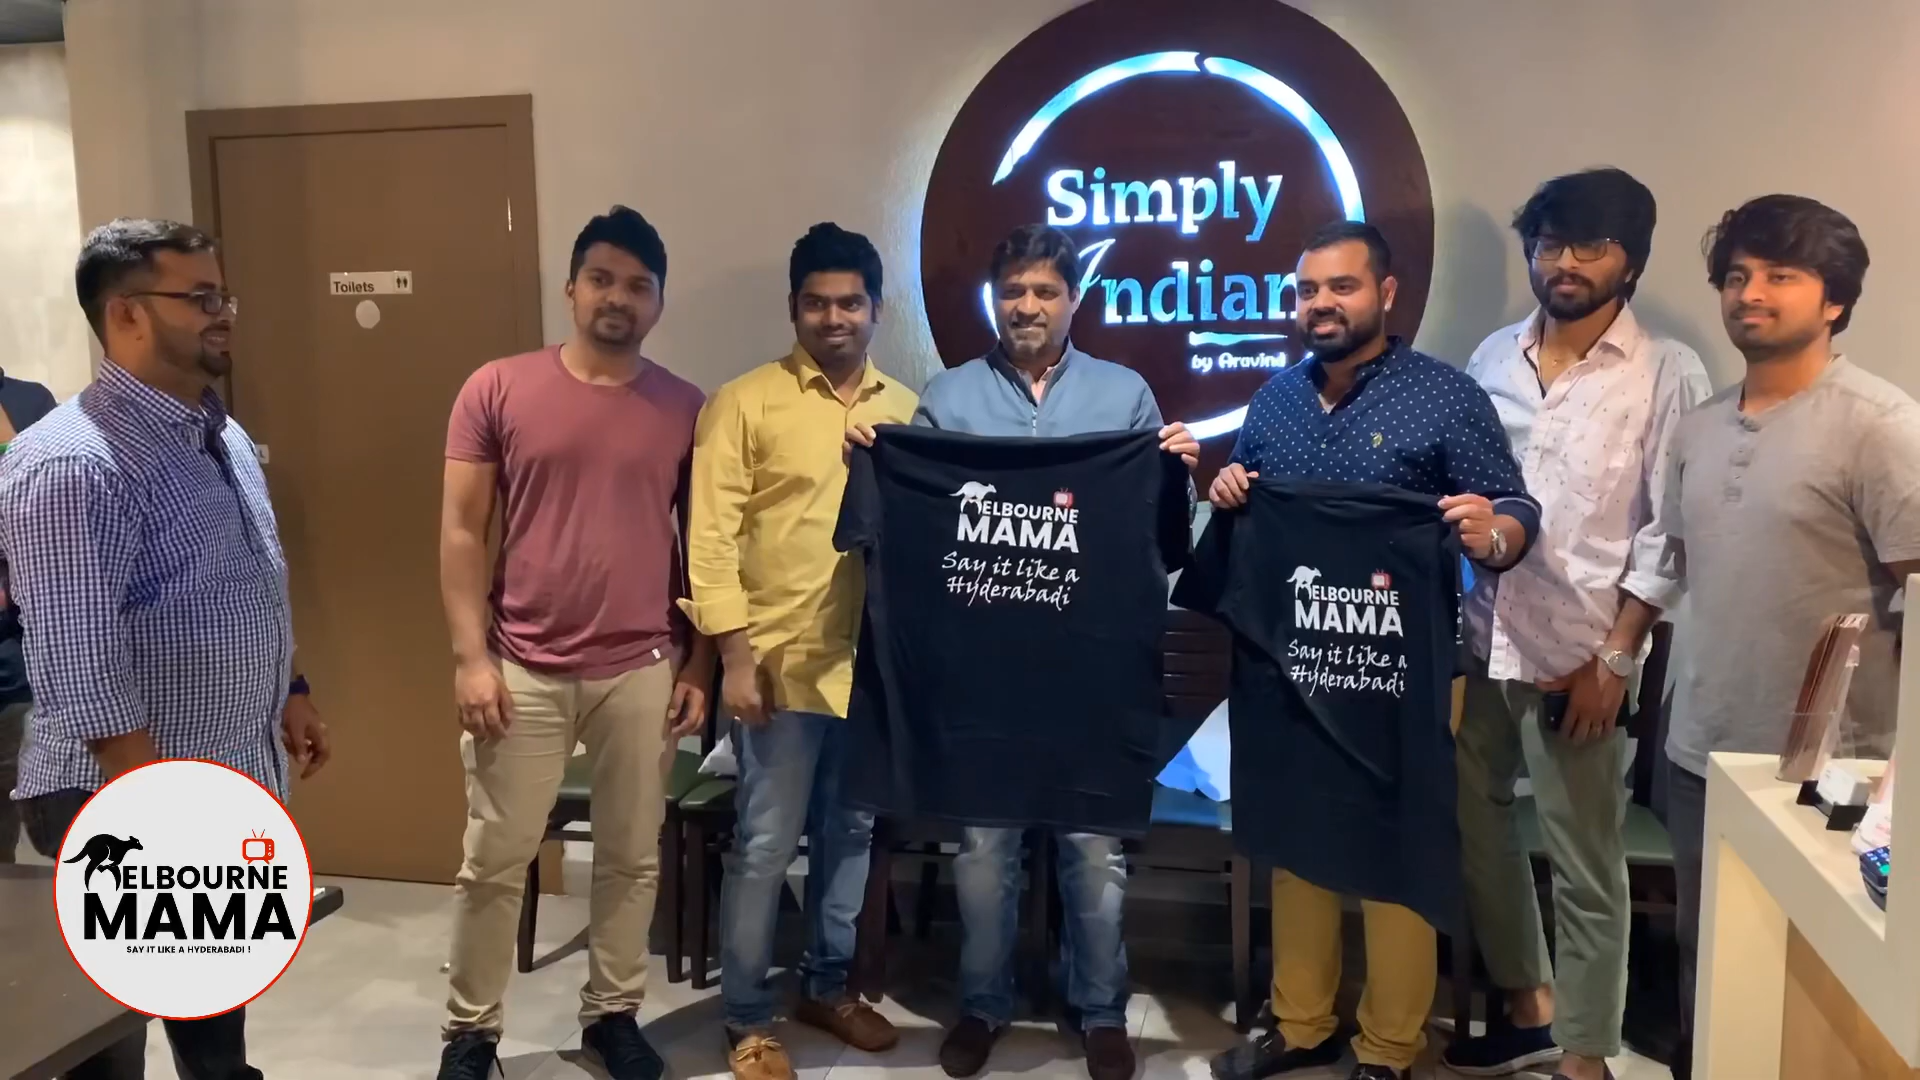 Simply
Indian
by Aravind
Toilets
MELBOURNE
MAMA
Say it like a
Hyderabadi
MELBOURNE
MAMA
Say it like a
Hyderabadi
MELBOURNE
MAMA
SAY IT LIKE A HYDERABADI !